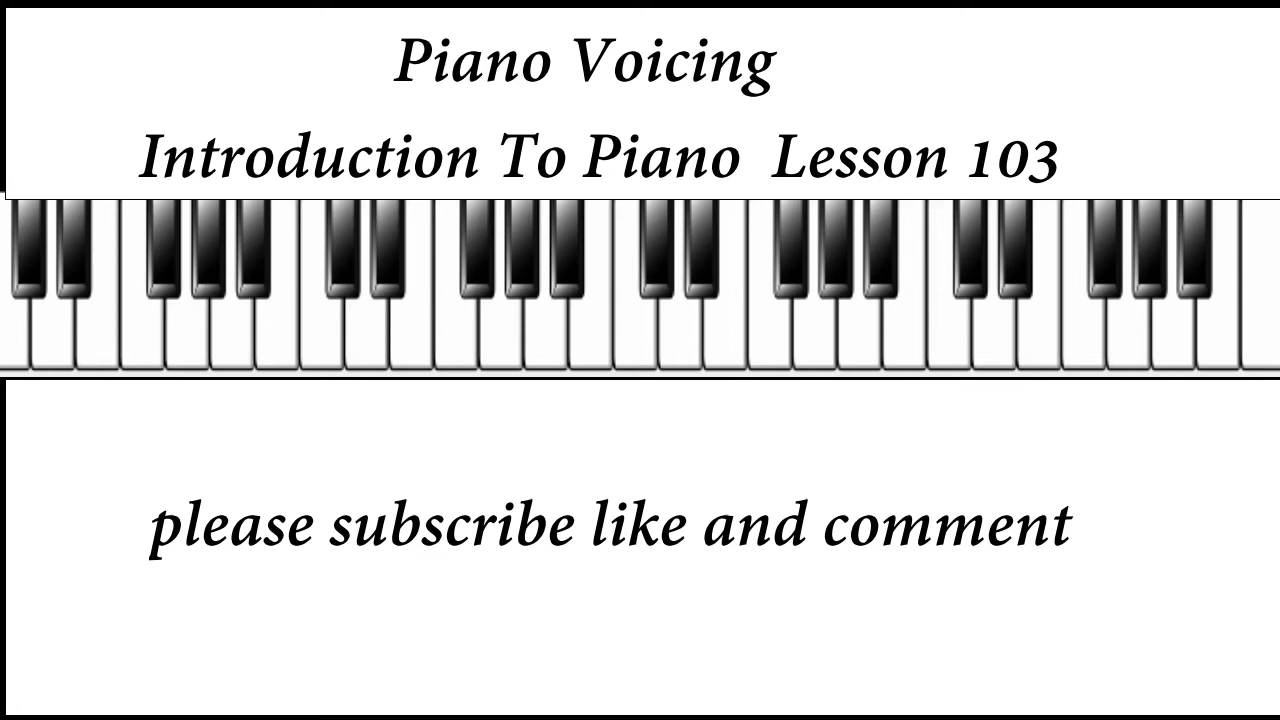 Piano Voicing
Introduction To Piano Lesson 103
please subscribe like and comment